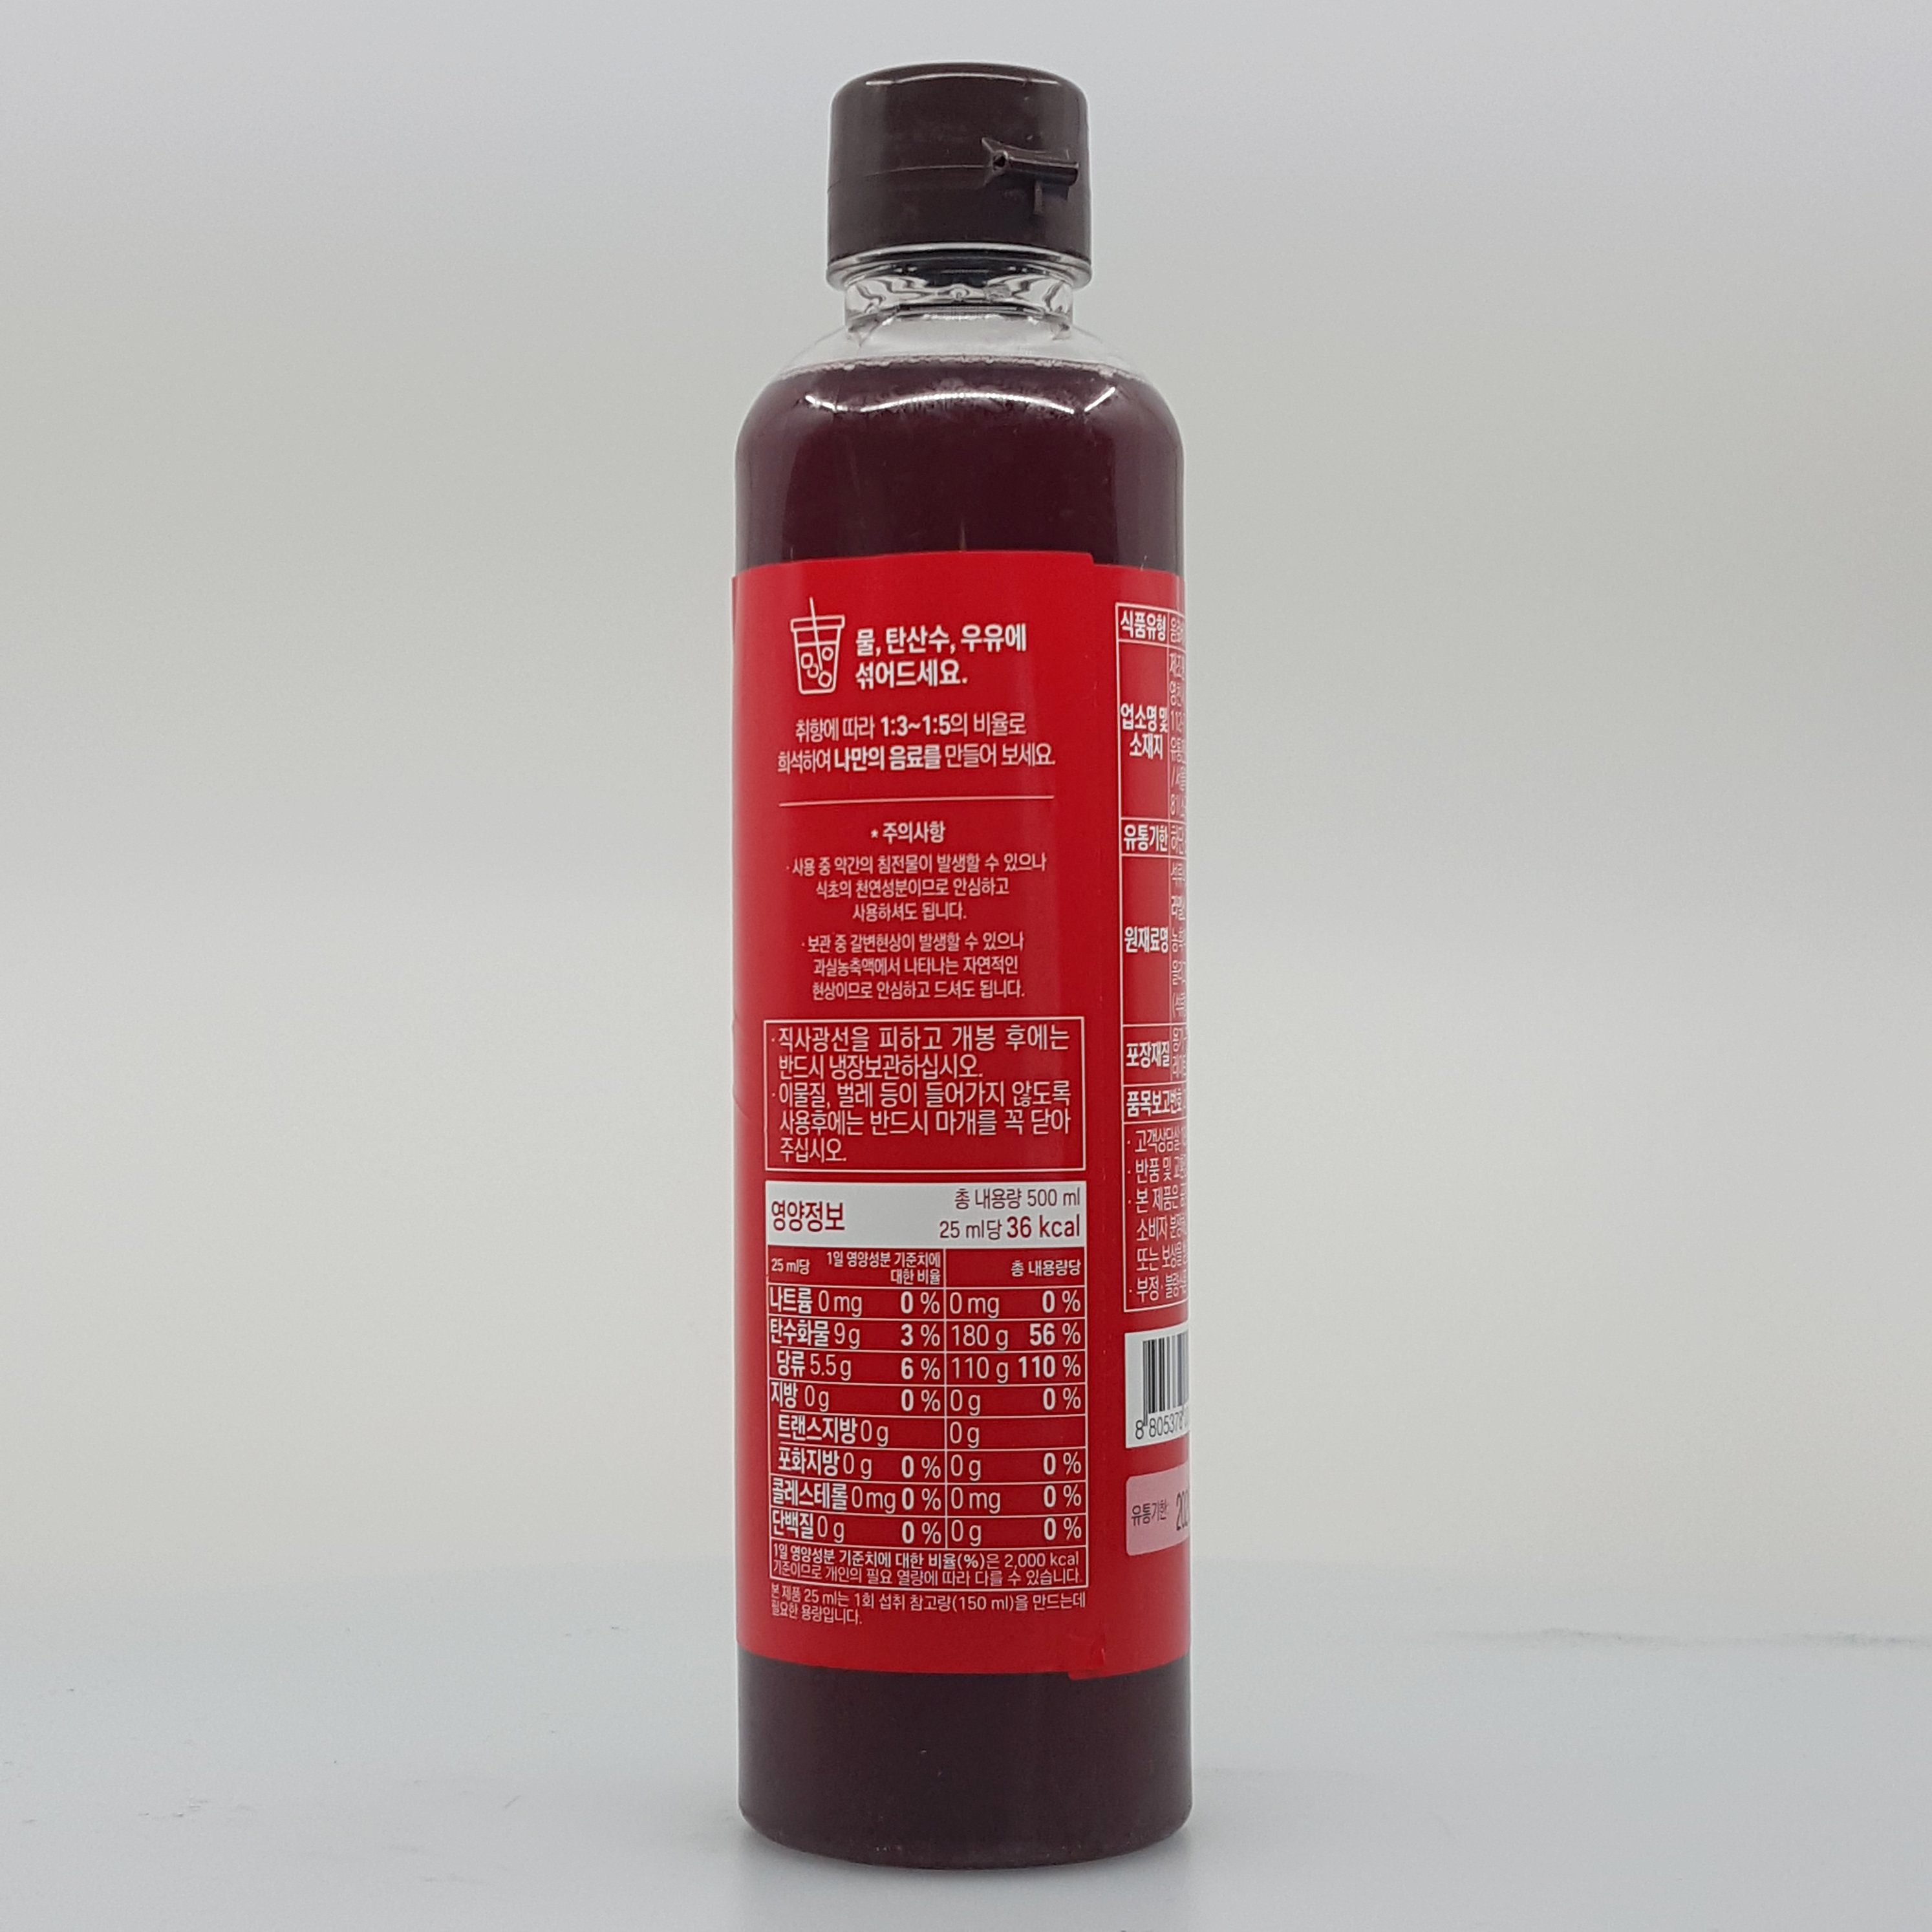 물, 탄산수, 우유에
섞어드세요.
취향에 따라 1:3~1:5의 비율로
희석하여 나만의 음료를 만들어 보세요.
* 주의사항
· 사용 중 약간의 침전물이 발생할 수 있으나
식초의 천연성분이므로 안심하고
사용하셔도 됩니다.
· 보관 중 갈변현상이 발생할 수 있으나
과실농축액에서 나타나는 자연적인
현상이므로 안심하고 드셔도 됩니다.
· 직사광선을 피하고 개봉 후에는
반드시 냉장보관하십시오.
· 이물질, 벌레 등이 들어가지 않도록
사용후에는 반드시 마개를 꼭 닫아
주십시오.
영양정보
총 내용량 500 ml
25 ml당 36 kcal
25 ml당 1일 영양성분 기준치에 대한 비율 총 내용량당
나트륨 0 mg 0 % 0 mg 0 %
탄수화물 9 g 3 % 180 g 56 %
당류 5.5 g 6 % 110 g 110 %
지방 0 g 0 % 0 g 0 %
트랜스지방 0 g 0 g
포화지방 0 g 0 % 0 g 0 %
콜레스테롤 0 mg 0 % 0 mg 0 %
단백질 0 g 0 % 0 g 0 %
1일 영양성분 기준치에 대한 비율(%)은 2,000 kcal
기준이므로 개인의 필요 열량에 따라 다를 수 있습니다.
본 제품 25 ml는 1회 섭취 참고량(150 ml)을 만드는데
필요한 용량입니다.
식품유형
업소명 및
소재지
유통기한
원재료명
포장재질
품목보고번호
· 고객상담실
· 반품 및
· 본 제품은
소비자
또는
· 부정·
8 805378
유통기한: